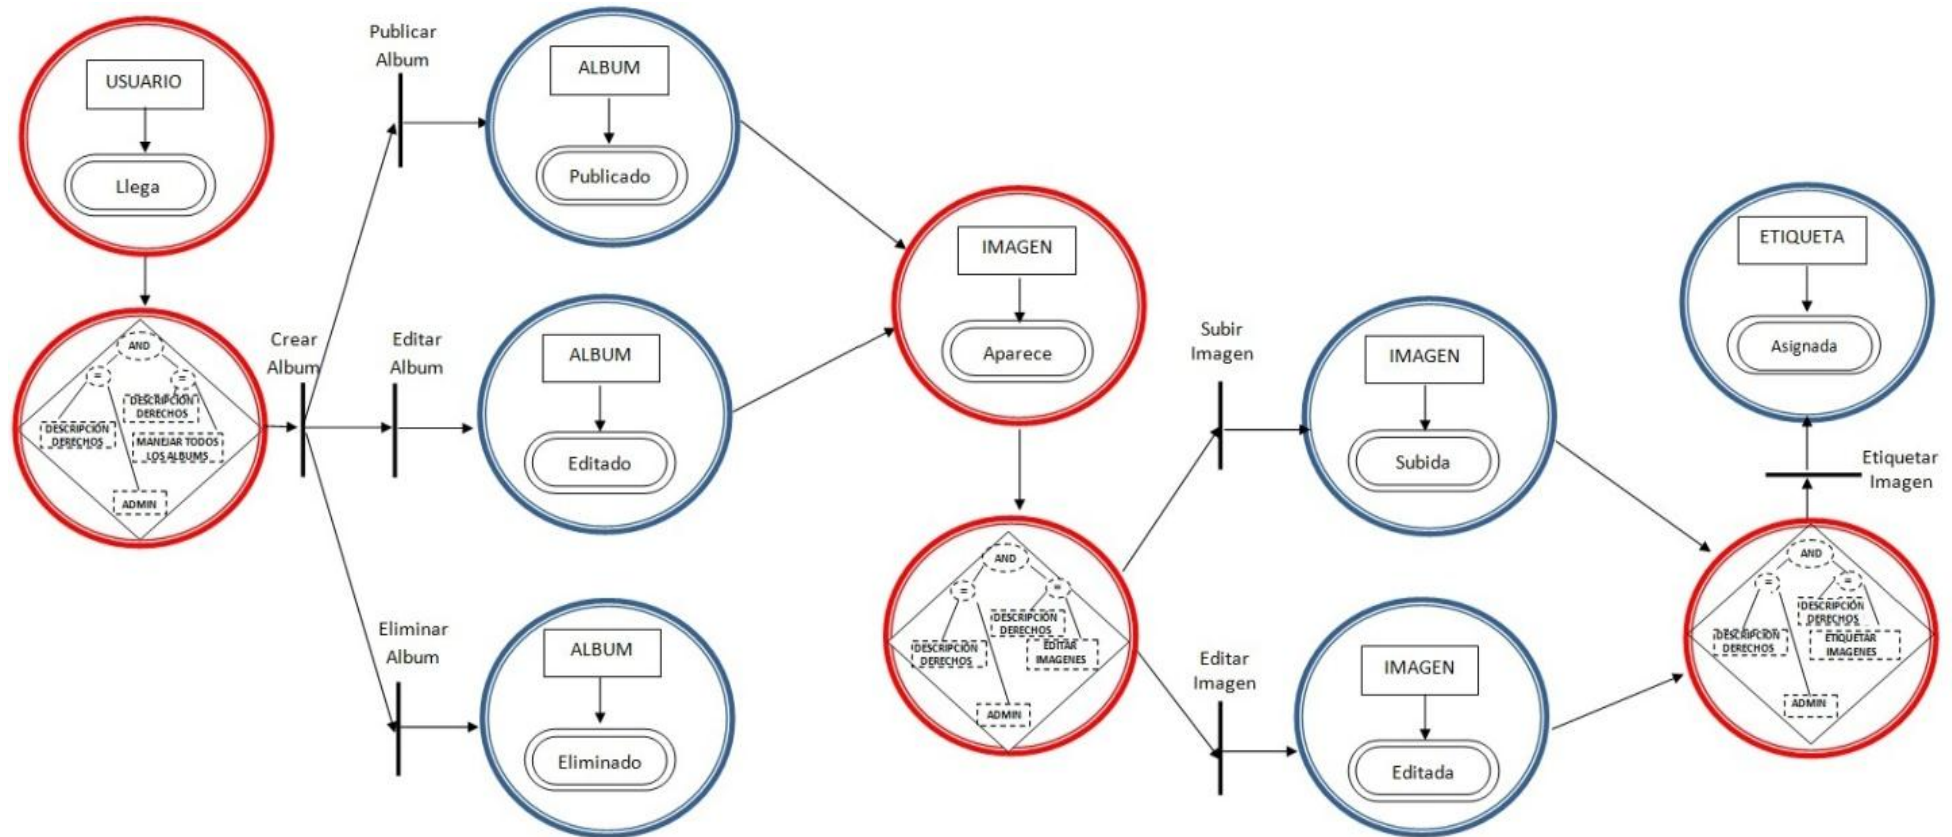 USUARIO
Llega
AND
=
=
DESCRIPCIÓN
DERECHOS
DESCRIPCIÓN
DERECHOS
MANEJAR TODOS
LOS ALBUMS
ADMIN
Crear
Album
Publicar
Album
ALBUM
Publicado
Editar
Album
ALBUM
Editado
Eliminar
Album
ALBUM
Eliminado
IMAGEN
Aparece
AND
=
=
DESCRIPCIÓN
DERECHOS
DESCRIPCIÓN
DERECHOS
EDITAR
IMAGENES
ADMIN
Subir
Imagen
IMAGEN
Subida
Editar
Imagen
IMAGEN
Editada
AND
=
=
DESCRIPCIÓN
DERECHOS
DESCRIPCIÓN
DERECHOS
ETIQUETAR
IMAGENES
ADMIN
Etiquetar
Imagen
ETIQUETA
Asignada